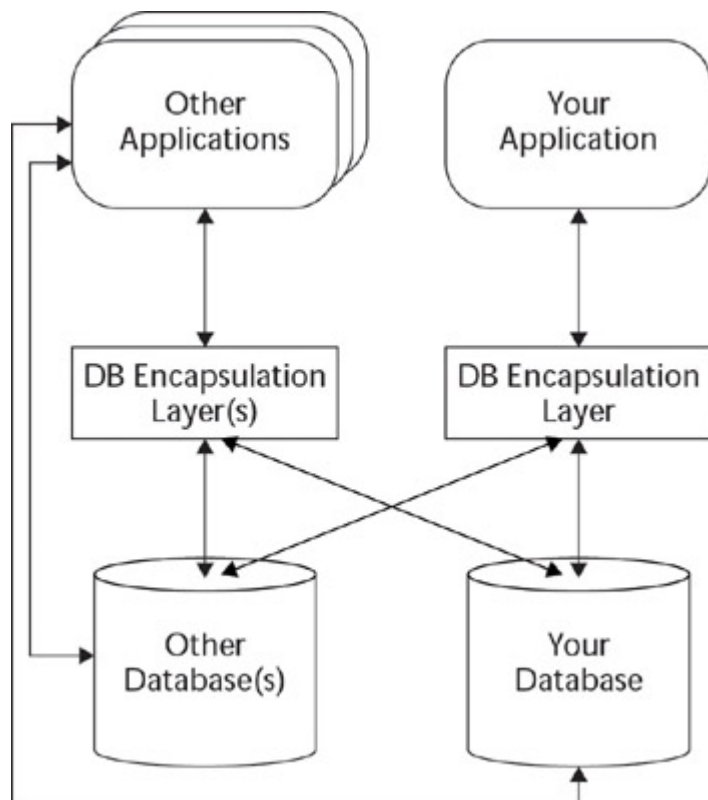 Other
Applications
Your
Application
DB Encapsulation
Layer(s)
DB Encapsulation
Layer
Other
Database(s)
Your
Database